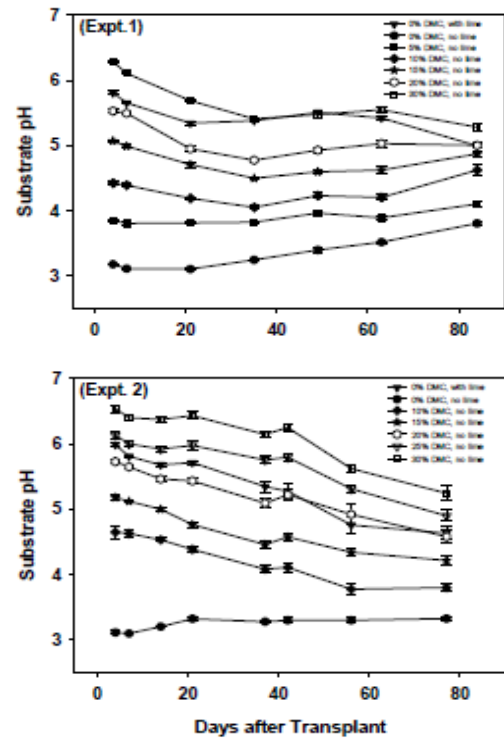 7
(Expt.1)
0% DMC, with lime
0% DMC, no lime
5% DMC, no lime
10% DMC, no lime
15% DMC, no lime
20% DMC, no lime
30% DMC, no lime
6
5
4
3
Substrate pH
0 20 40 60 80
7
(Expt. 2)
0% DMC, with lime
0% DMC, no lime
10% DMC, no lime
15% DMC, no lime
20% DMC, no lime
25% DMC, no lime
30% DMC, no lime
6
5
4
3
Substrate pH
0 20 40 60 80
Days after Transplant